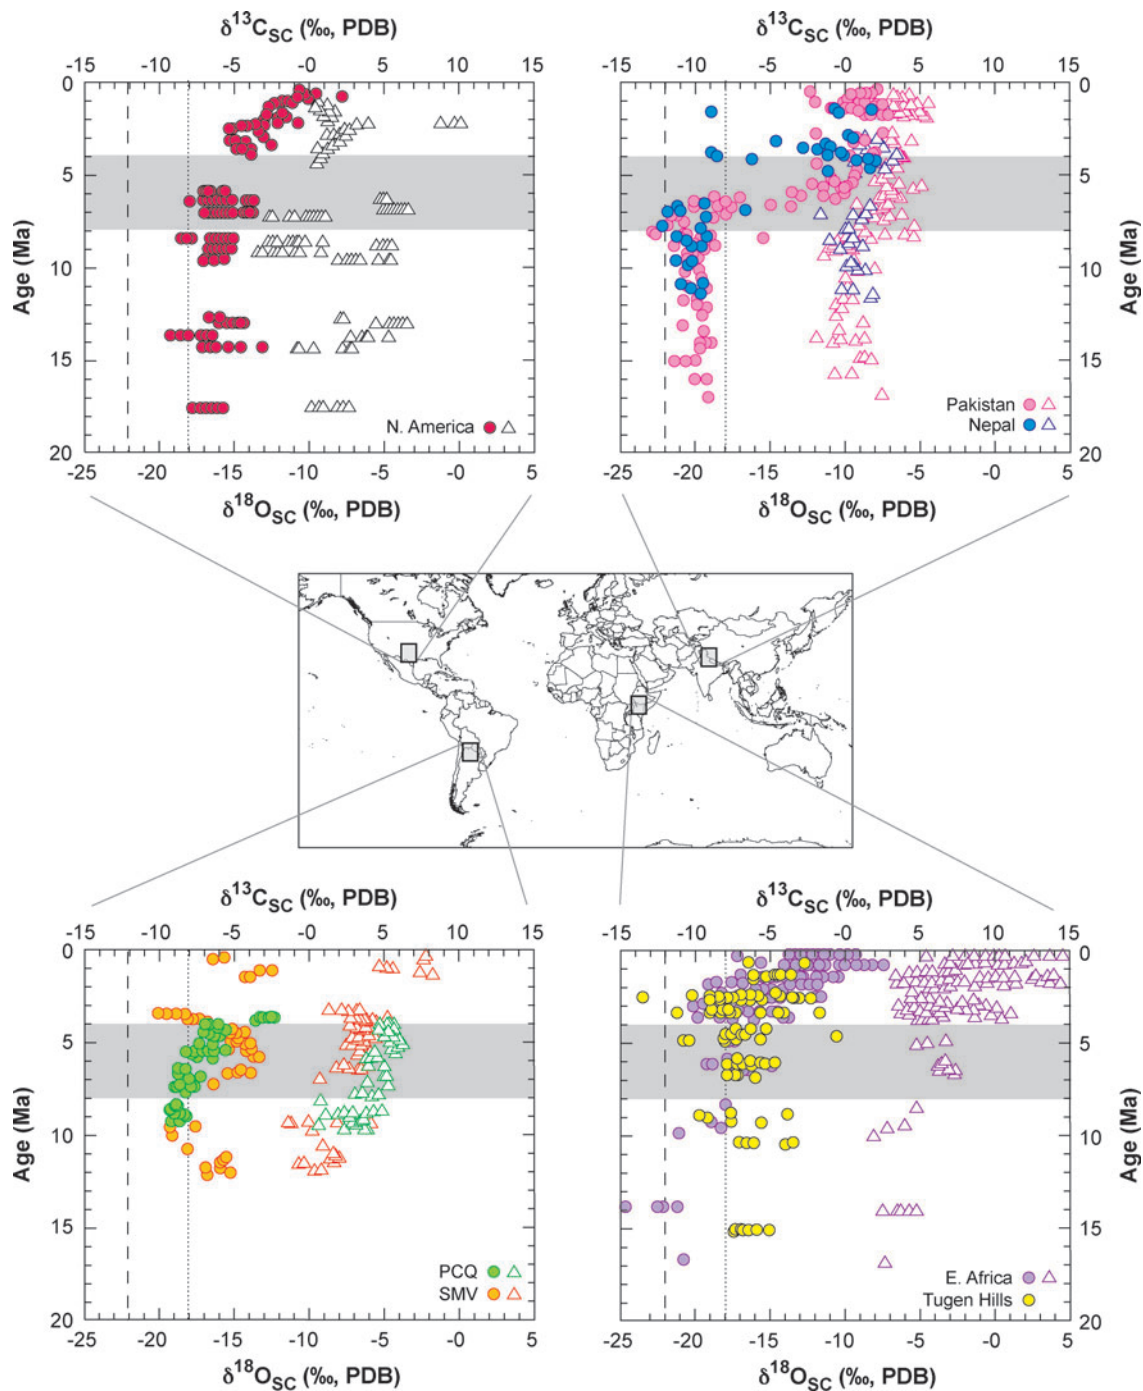 δ13CSC (‰, PDB)
δ13CSC (‰, PDB)
-15 -10 -5 -0 5 10 15
-15 -10 -5 -0 5 10 15
0
5
10
15
20
Age (Ma)
N. America
-25 -20 -15 -10 -5 -0 5
δ18OSC (‰, PDB)
0
5
10
15
20
Age (Ma)
Pakistan
Nepal
-25 -20 -15 -10 -5 -0 5
δ18OSC (‰, PDB)
δ13CSC (‰, PDB)
δ13CSC (‰, PDB)
-15 -10 -5 -0 5 10 15
-15 -10 -5 -0 5 10 15
0
5
10
15
20
Age (Ma)
PCQ
SMV
-25 -20 -15 -10 -5 -0 5
δ18OSC (‰, PDB)
0
5
10
15
20
Age (Ma)
E. Africa
Tugen Hills
-25 -20 -15 -10 -5 -0 5
δ18OSC (‰, PDB)